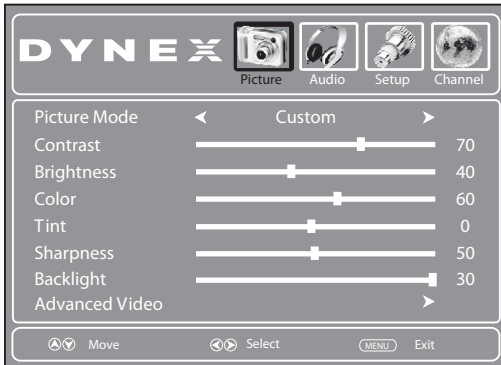 DYNEX
Picture Audio Setup Channel
Picture Mode Custom
Contrast 70
Brightness 40
Color 60
Tint 0
Sharpness 50
Backlight 30
Advanced Video
Move Select MENU Exit